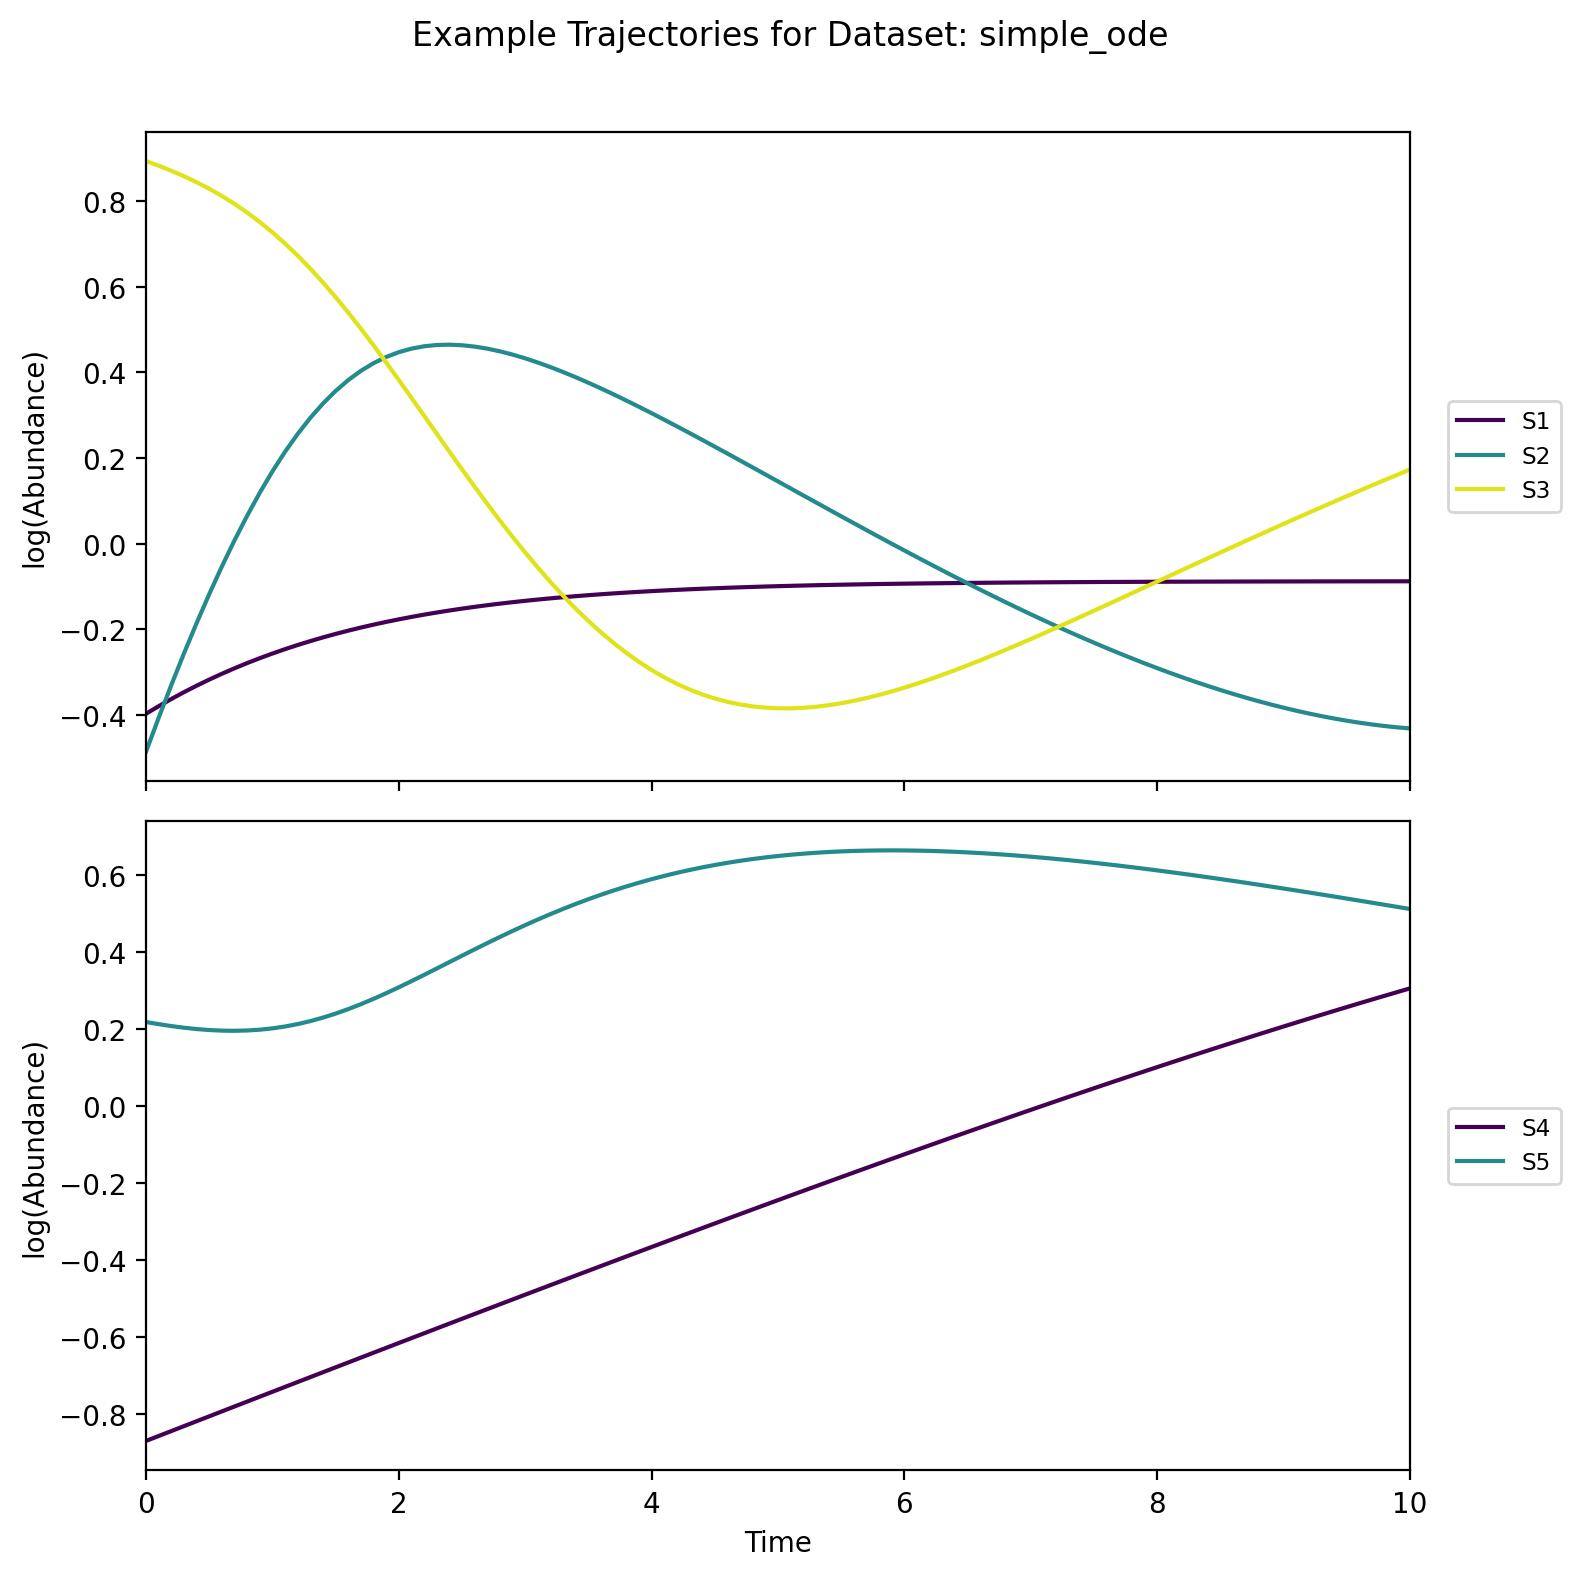 Example Trajectories for Dataset: simple_ode
log(Abundance)
0.8
0.6
0.4
0.2
0.0
−0.2
−0.4
S1
S2
S3
log(Abundance)
0.6
0.4
0.2
0.0
−0.2
−0.4
−0.6
−0.8
S4
S5
0 2 4 6 8 10
Time